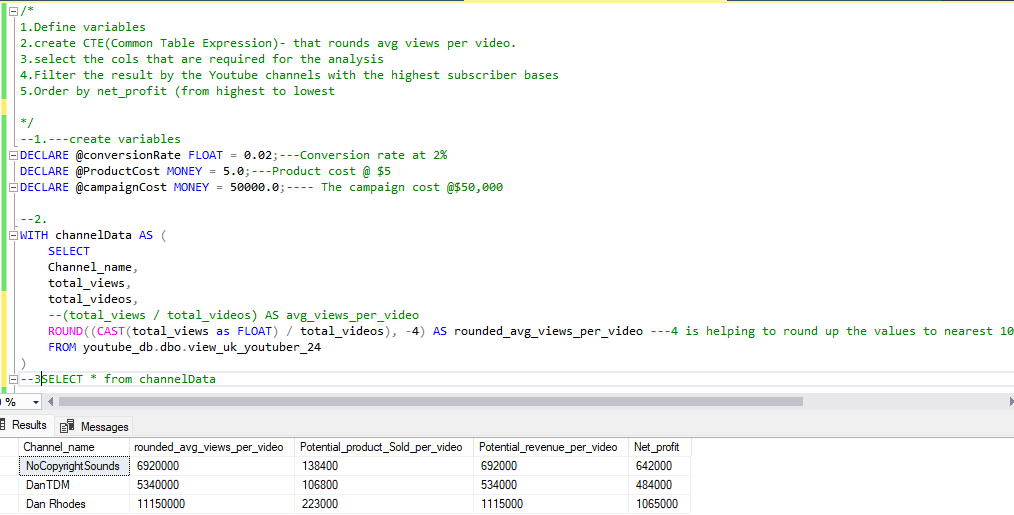 /*
1.Define variables
2.create CTE(Common Table Expression)- that rounds avg views per video.
3.select the cols that are required for the analysis
4.Filter the result by the Youtube channels with the highest subscriber bases
5.Order by net_profit (from highest to lowest
*/
--1.---create variables
DECLARE @conversionRate FLOAT = 0.02;---Conversion rate at 2%
DECLARE @ProductCost MONEY = 5.0;---Product cost @ $5
DECLARE @campaignCost MONEY = 50000.0;---- The campaign cost @$50,000
--2.
WITH channelData AS (
SELECT
Channel_name,
total_views,
total_videos,
--(total_views / total_videos) AS avg_views_per_video
ROUND((CAST(total_views as FLOAT) / total_videos), -4) AS rounded_avg_views_per_video ---4 is helping to round up the values to nearest 10
FROM youtube_db.dbo.view_uk_youtuber_24
)
--3SELECT * from channelData
%
Results Messages
Channel_name rounded_avg_views_per_video Potential_product_Sold_per_video Potential_revenue_per_video Net_profit
NoCopyrightSounds 6920000 138400 692000 642000
DanTDM 5340000 106800 534000 484000
Dan Rhodes 11150000 223000 1115000 1065000